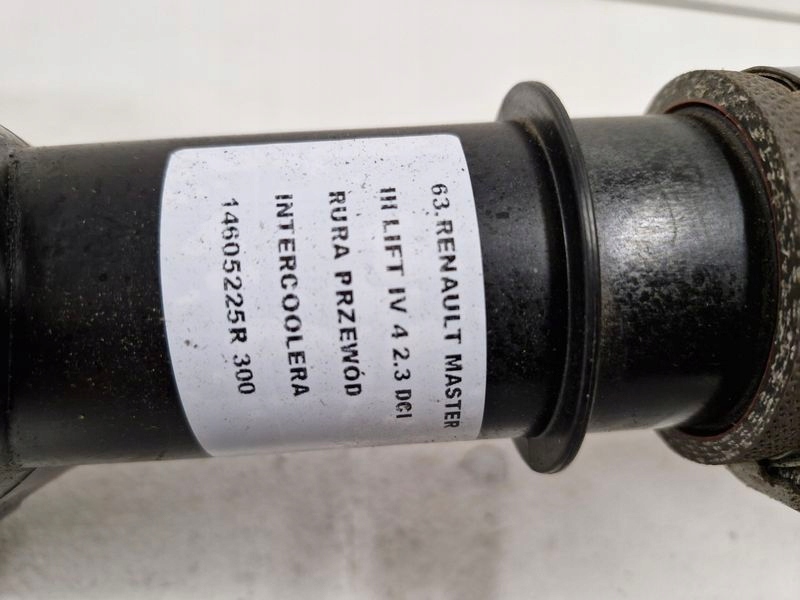 63.RENAULT MASTER
III LIFT IV 4 2.3 DCI
RURA PRZEWÓD
INTERCOOLERA
14605225R 300